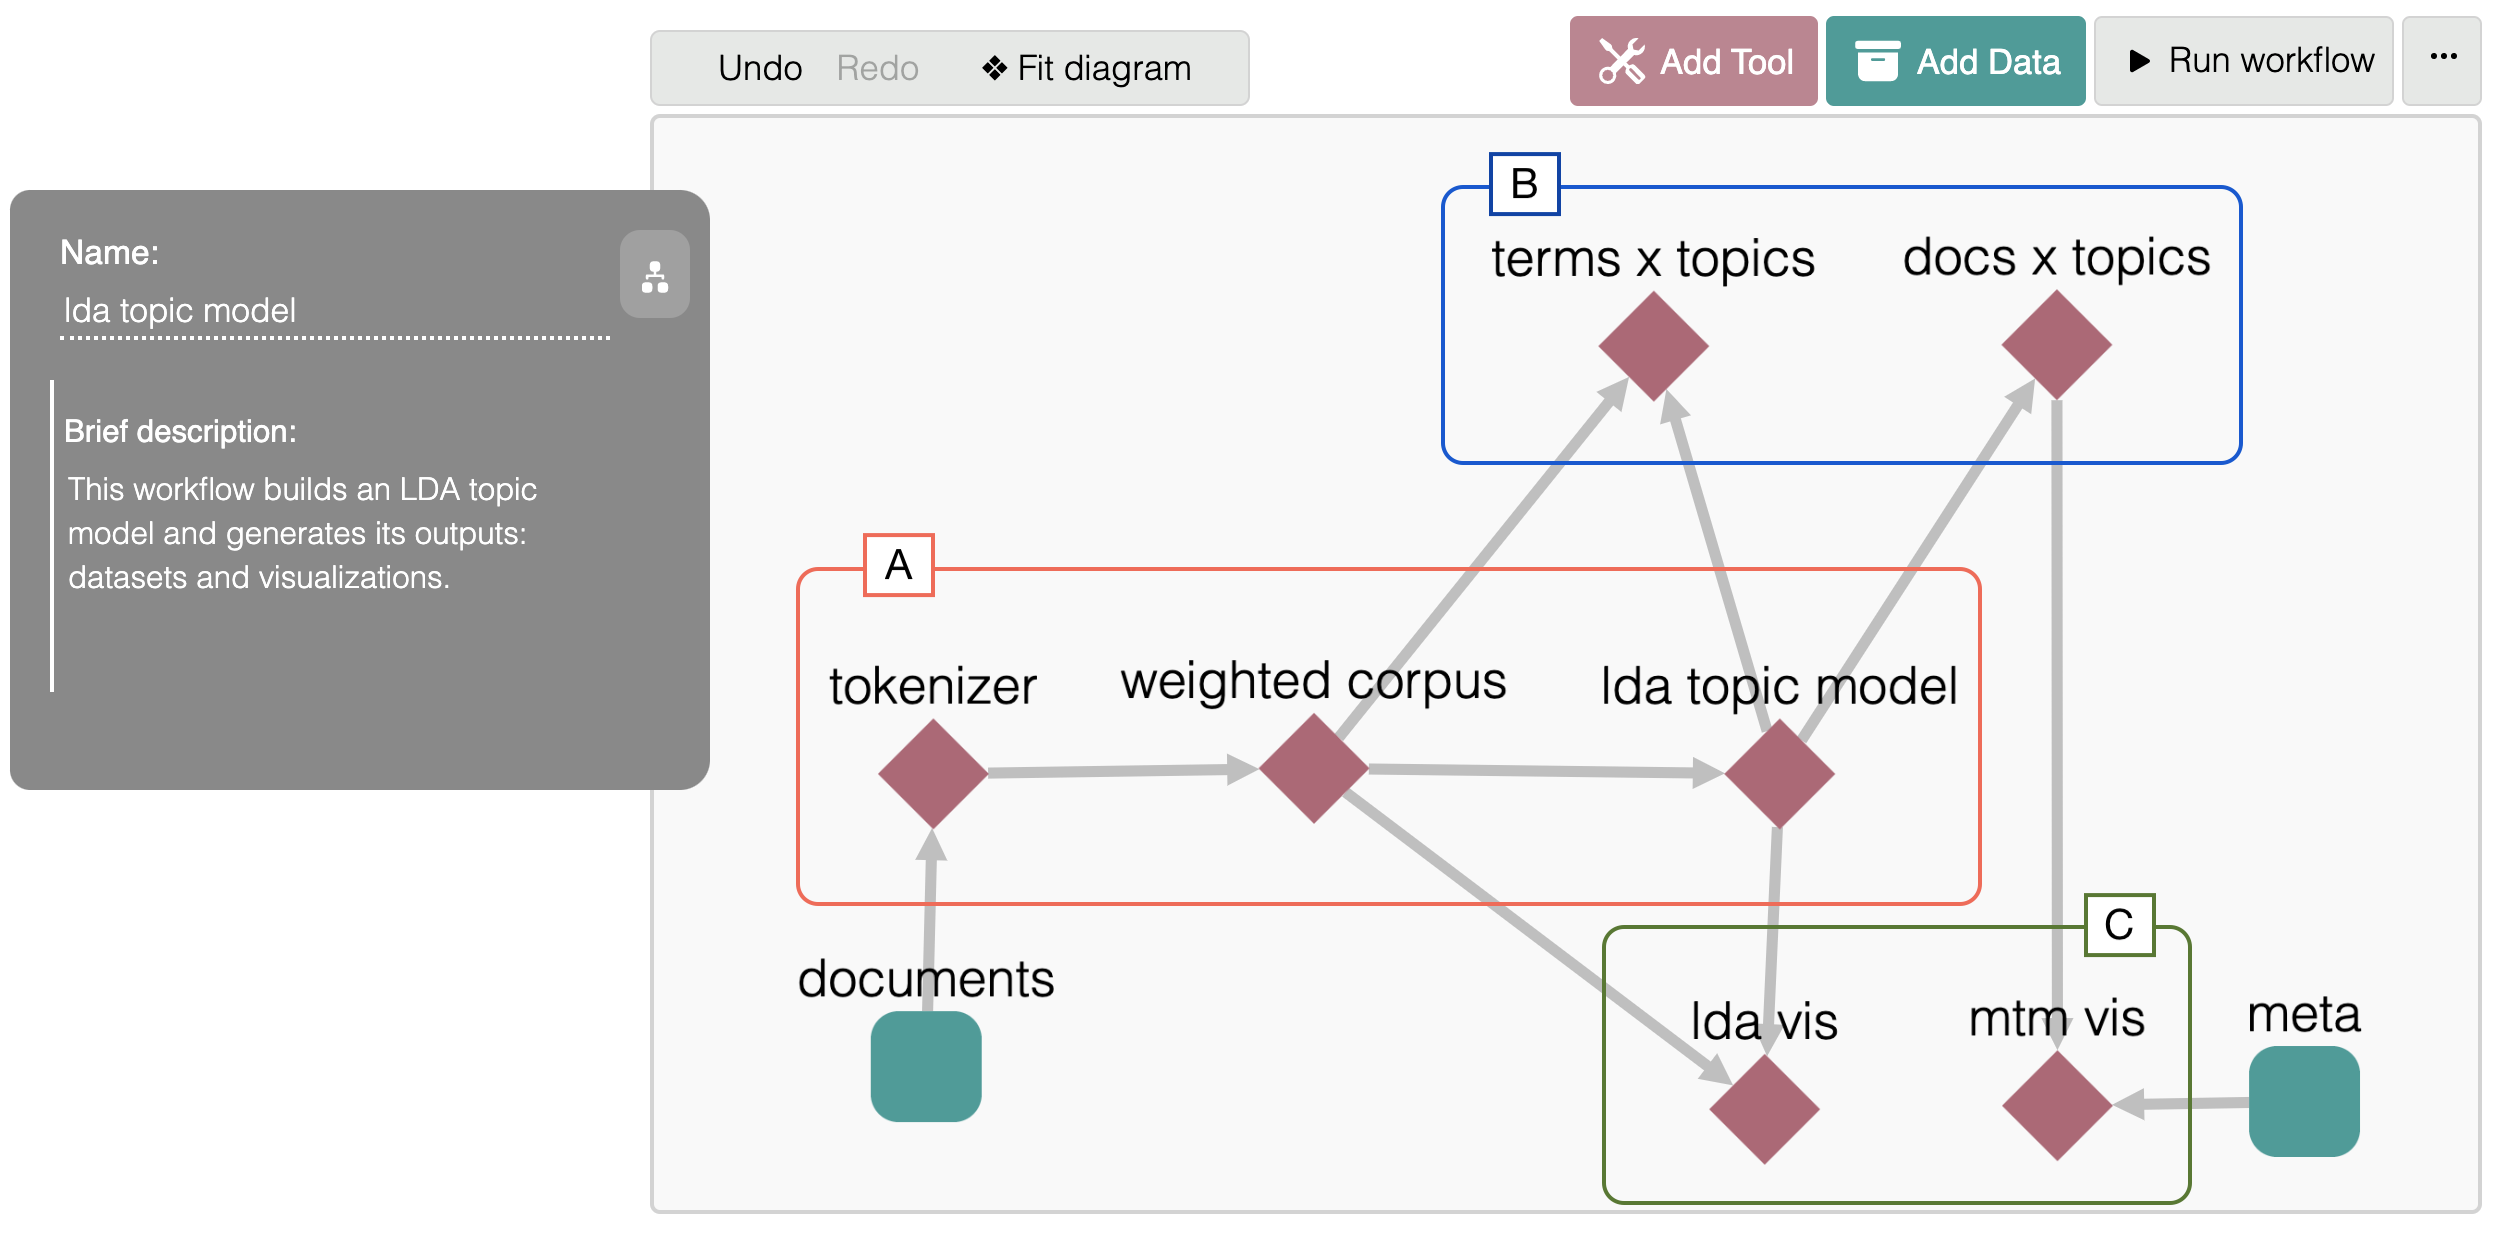 Undo
Redo
❖ Fit diagram
Add Tool
Add Data
Run workflow
...
Name:
lda topic model
Brief description:
This workflow builds an LDA topic
model and generates its outputs:
datasets and visualizations.
B
terms x topics
docs x topics
A
tokenizer
weighted corpus
lda topic model
C
documents
lda vis
mtm vis
meta